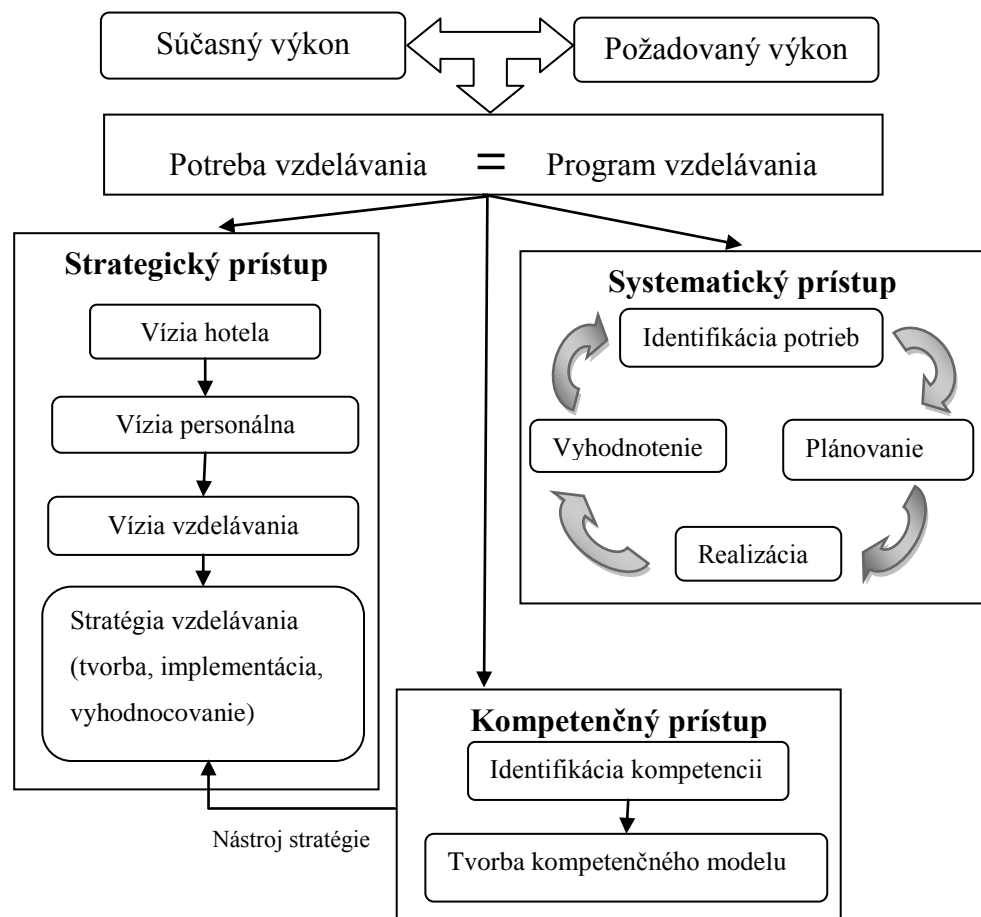 Súčasný výkon
Požadovaný výkon
Potreba vzdelávania = Program vzdelávania
Strategický prístup
Vízia hotela
Vízia personálna
Vízia vzdelávania
Stratégia vzdelávania
(tvorba, implementácia,
vyhodnocovanie)
Systematický prístup
Identifikácia potrieb
Vyhodnotenie
Plánovanie
Realizácia
Kompetenčný prístup
Identifikácia kompetencii
Tvorba kompetenčného modelu
Nástroj stratégie